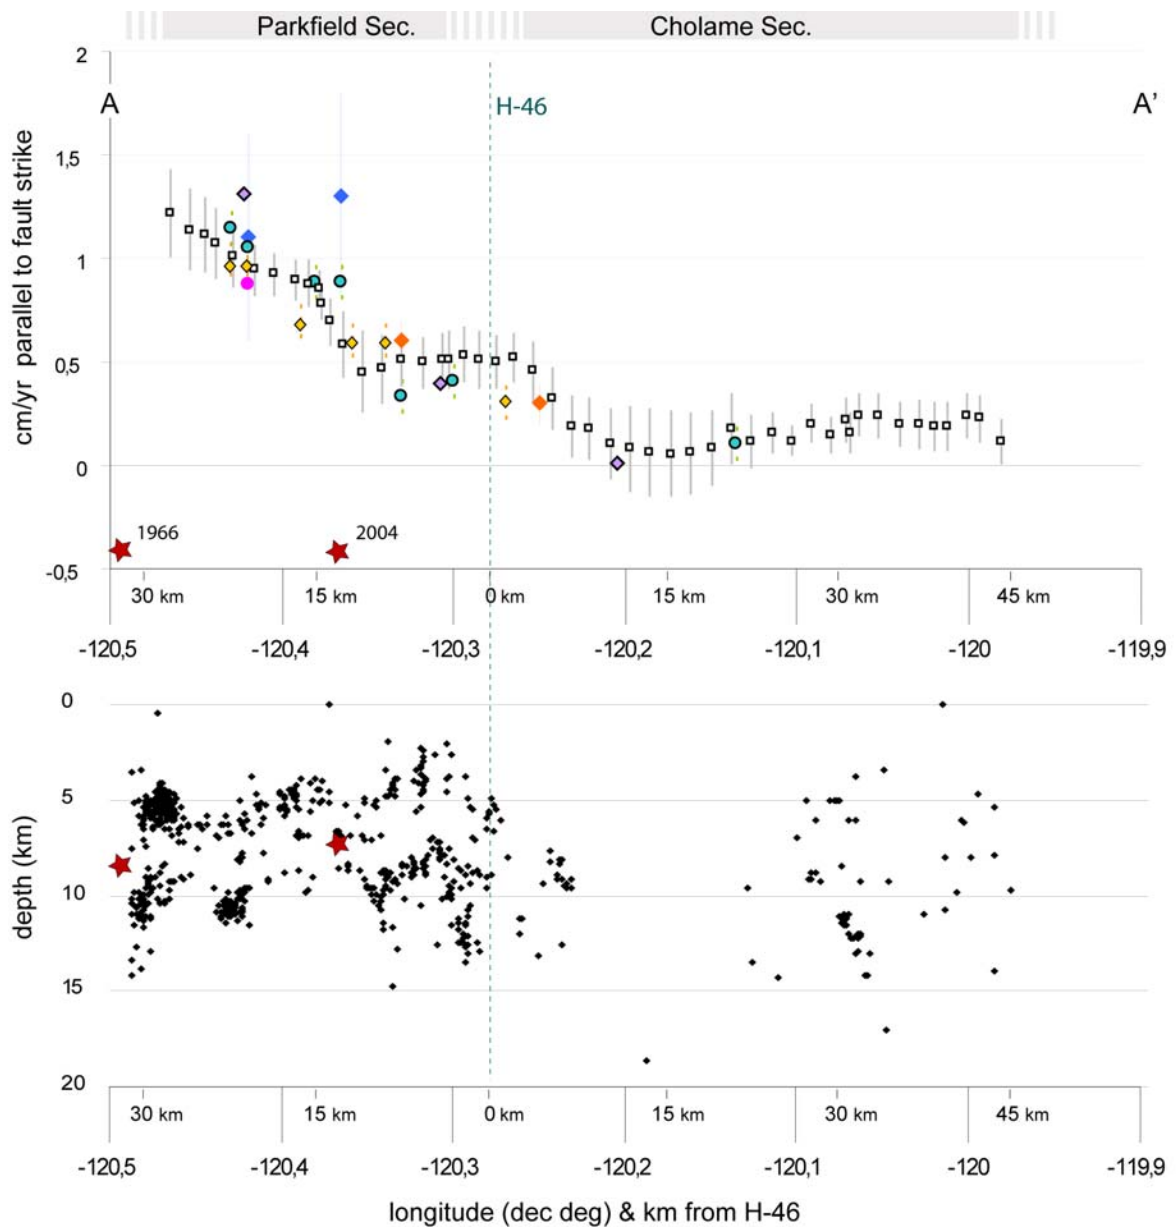 Parkfield Sec. Cholame Sec.
2
A H-46 A’
1,5
1
0,5
0
1966 2004
-0,5
cm/yr parallel to fault strike
30 km 15 km 0 km 15 km 30 km 45 km
-120,5 -120,4 -120,3 -120,2 -120,1 -120 -119,9
0
5
10
15
20
depth (km)
30 km 15 km 0 km 15 km 30 km 45 km
-120,5 -120,4 -120,3 -120,2 -120,1 -120 -119,9
longitude (dec deg) & km from H-46